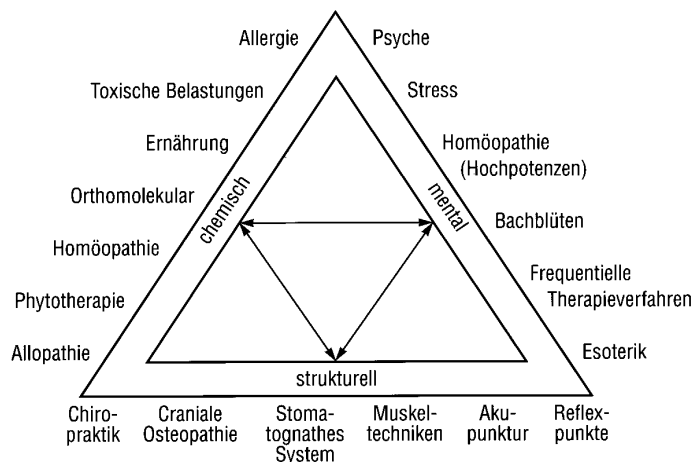 Allergie
Psyche
Toxische Belastungen
Stress
Ernährung
Homöopathie
(Hochpotenzen)
Orthomolekular
chemisch
mental
Bachblüten
Homöopathie
Frequentielle
Therapieverfahren
Phytotherapie
Allopathie
Esoterik
strukturell
Chiro-
praktik
Craniale
Osteopathie
Stoma-
tognathes
System
Muskel-
techniken
Aku-
punktur
Reflex-
punkte